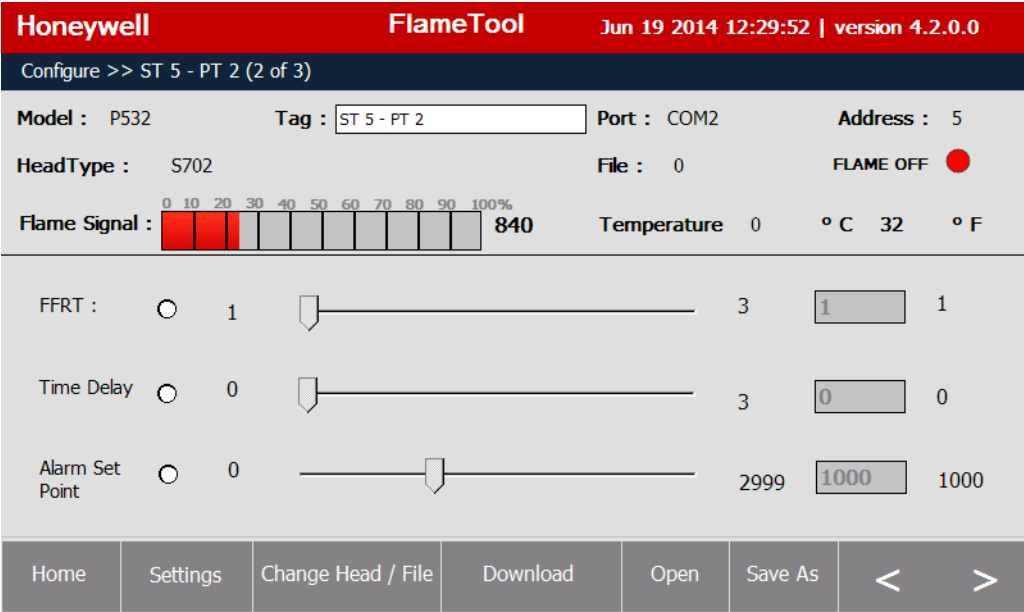 Honeywell FlameTool Jun 19 2014 12:29:52 | version 4.2.0.0
Configure >> ST 5 - PT 2 (2 of 3)
Model : P532 Tag : ST 5 - PT 2 Port : COM2 Address : 5
HeadType : S702 File : 0 FLAME OFF
0 10 20 30 40 50 60 70 80 90 100%
Flame Signal : 840 Temperature 0 º C 32 º F
FFRT : 1 3 1 1
Time Delay 0 3 0 0
Alarm Set Point 0 2999 1000 1000
Home Settings Change Head / File Download Open Save As < >